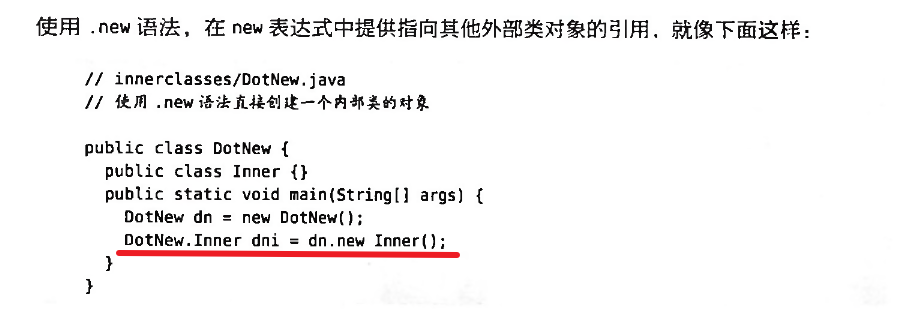 使用 .new 语法，在 new 表达式中提供指向其他外部类对象的引用，就像下面这样：
// innerclasses/DotNew.java
// 使用 .new 语法直接创建一个内部类的对象
public class DotNew {
public class Inner {}
public static void main(String[] args) {
DotNew dn = new DotNew();
DotNew.Inner dni = dn.new Inner();
}
}